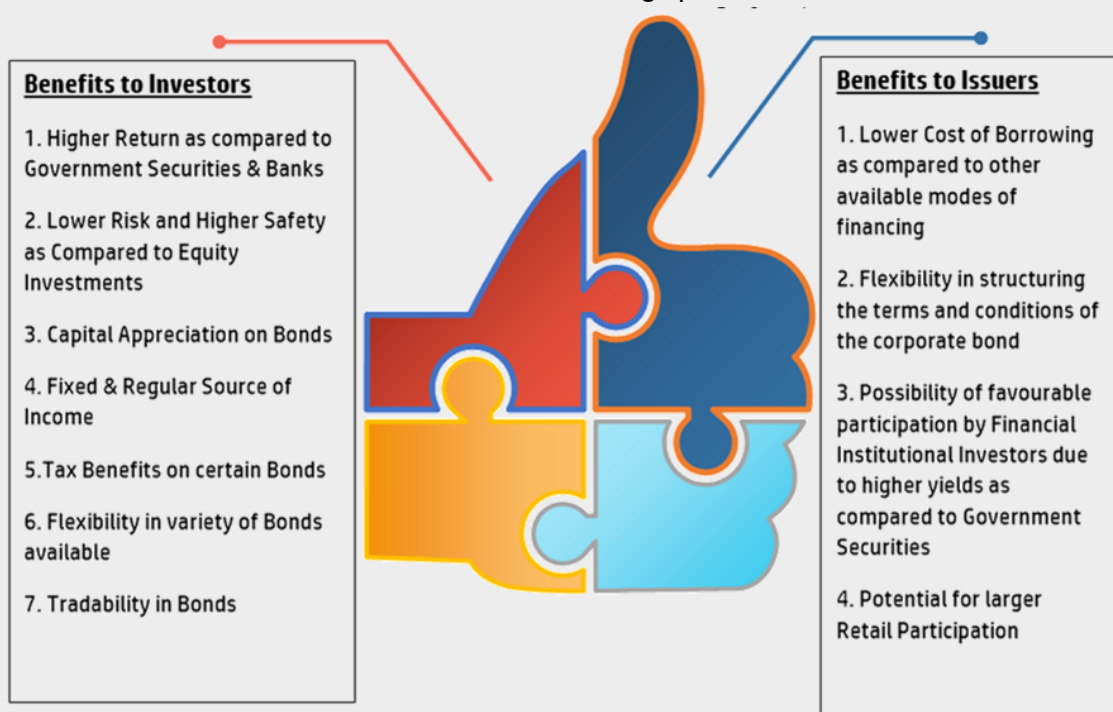 Benefits to Investors
1. Higher Return as compared to
Government Securities & Banks
2. Lower Risk and Higher Safety
as Compared to Equity
Investments
3. Capital Appreciation on Bonds
4. Fixed & Regular Source of
Income
5.Tax Benefits on certain Bonds
6. Flexibility in variety of Bonds
available
7. Tradability in Bonds
Benefits to Issuers
1. Lower Cost of Borrowing
as compared to other
available modes of
financing
2. Flexibility in structuring
the terms and conditions of
the corporate bond
3. Possibility of favourable
participation by Financial
Institutional Investors due
to higher yields as
compared to Government
Securities
4. Potential for larger
Retail Participation